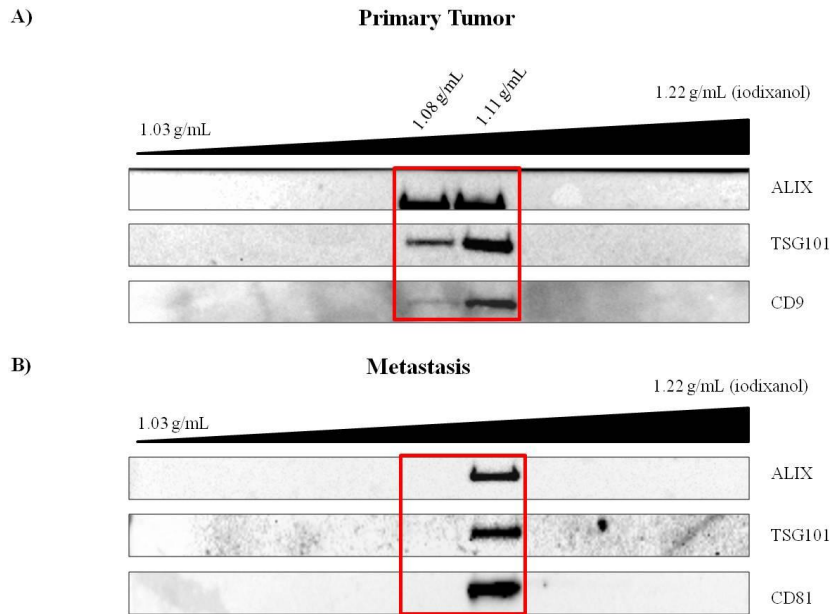 A)
Primary Tumor
1.03 g/mL
1.08 g/mL
1.11 g/mL
1.22 g/mL (iodixanol)
ALIX
TSG101
CD9
B)
Metastasis
1.03 g/mL
1.22 g/mL (iodixanol)
ALIX
TSG101
CD81